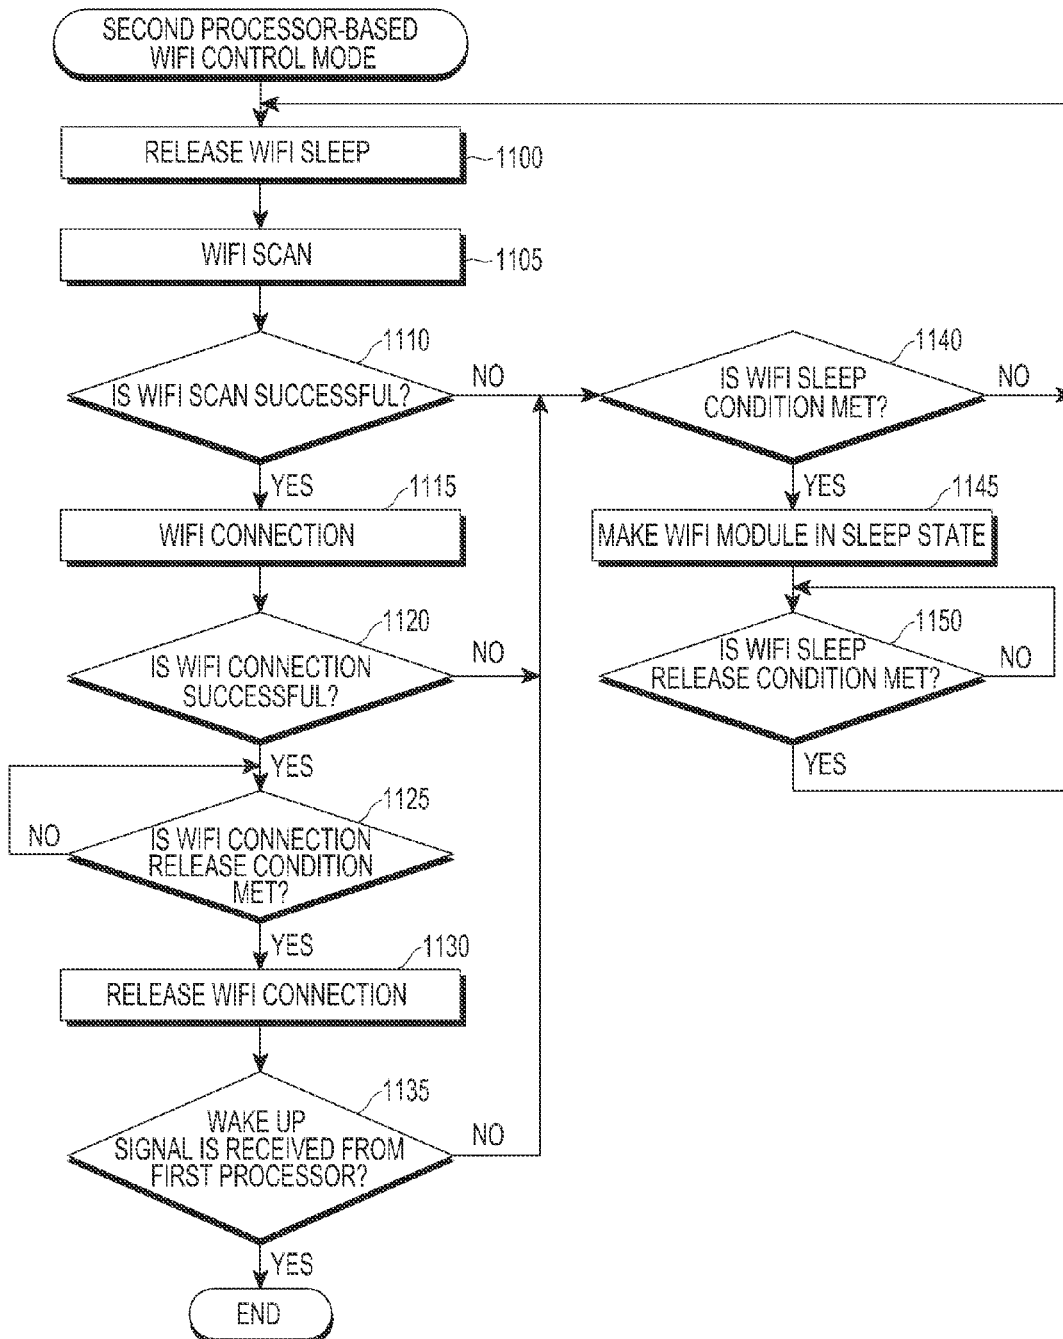 SECOND PROCESSOR-BASED
WIFI CONTROL MODE
RELEASE WIFI SLEEP
1100
WIFI SCAN
1105
1110
IS WIFI SCAN SUCCESSFUL?
NO
YES
1115
WIFI CONNECTION
1120
IS WIFI CONNECTION
SUCCESSFUL?
NO
YES
1125
IS WIFI CONNECTION
RELEASE CONDITION
MET?
NO
YES
1130
RELEASE WIFI CONNECTION
1135
WAKE UP
SIGNAL IS RECEIVED FROM
FIRST PROCESSOR?
NO
YES
END
1140
IS WIFI SLEEP
CONDITION MET?
NO
YES
1145
MAKE WIFI MODULE IN SLEEP STATE
1150
IS WIFI SLEEP
RELEASE CONDITION MET?
NO
YES